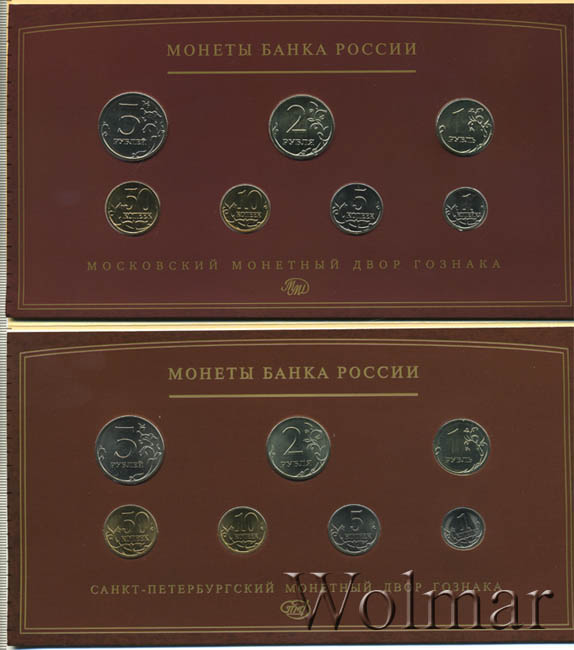 МОНЕТЫ БАНКА РОССИИ
5 РУБЛЕЙ
2 РУБЛЯ
1 РУБЛЬ
50 КОПЕЕК
10 КОПЕЕК
5 КОПЕЕК
1 КОПЕЙКА
МОСКОВСКИЙ МОНЕТНЫЙ ДВОР ГОЗНАКА
МОНЕТЫ БАНКА РОССИИ
5 РУБЛЕЙ
2 РУБЛЯ
1 РУБЛЬ
50 КОПЕЕК
10 КОПЕЕК
5 КОПЕЕК
1 КОПЕЙКА
САНКТ-ПЕТЕРБУРГСКИЙ МОНЕТНЫЙ ДВОР ГОЗНАКА
Wolmar